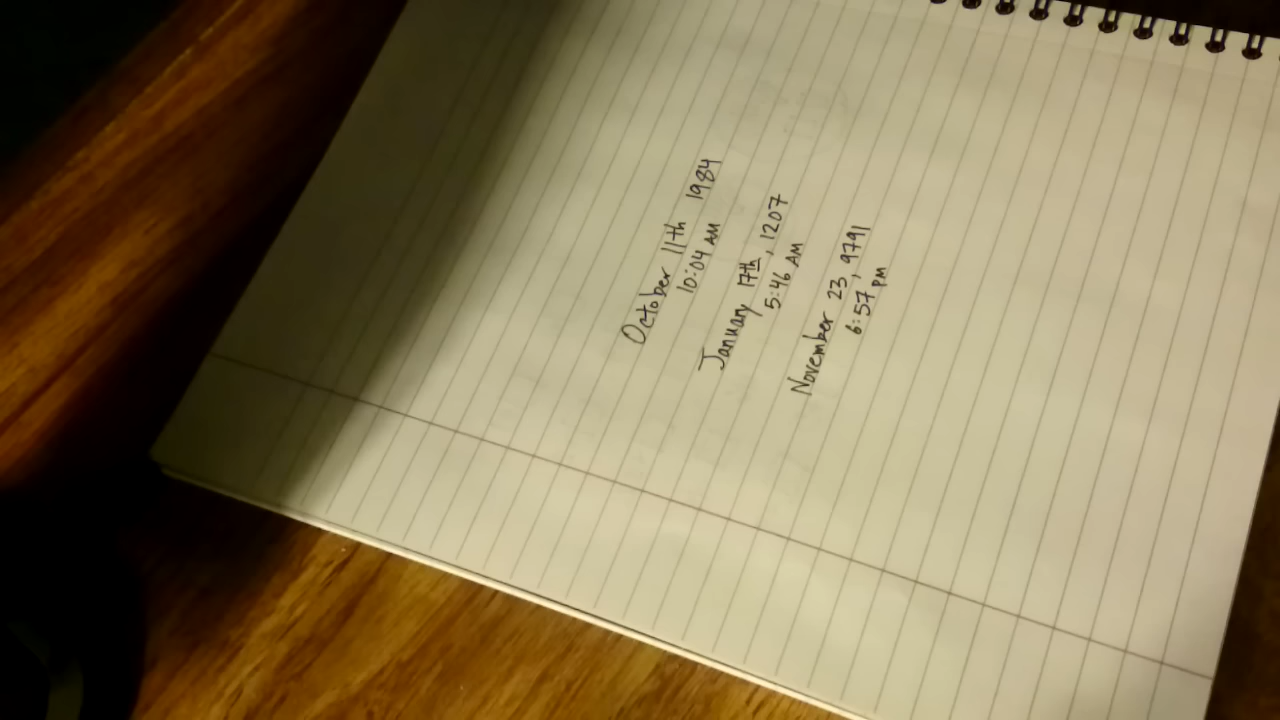 October 11th 1984
10:04 AM
January 17th, 1207
5:46 AM
November 23, 9791
6:57 PM